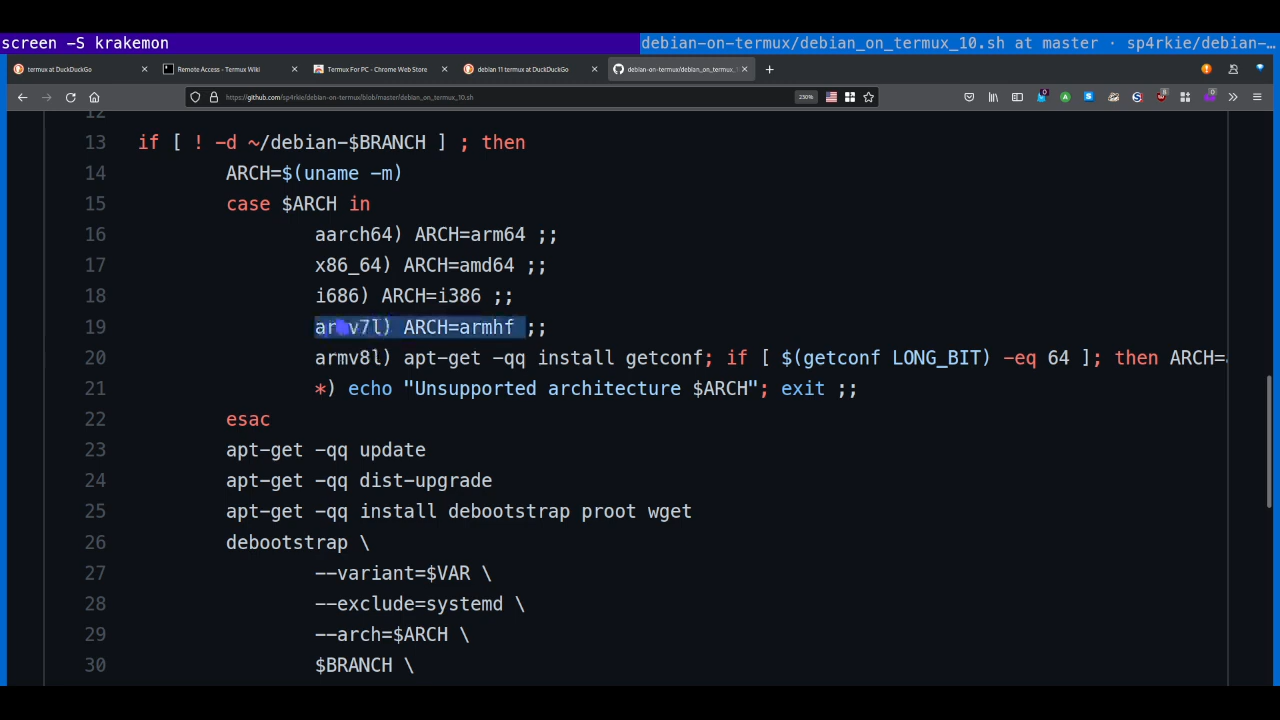 screen -S krakemon
debian-on-termux/debian_on_termux_10.sh at master · sp4rkie/debian-…
termux at DuckDuckGo
Remote Access - Termux Wiki
Termux For PC - Chrome Web Store
debian 11 termux at DuckDuckGo
debian-on-termux/debian_on_termux_1
https://github.com/sp4rkie/debian-on-termux/blob/master/debian_on_termux_10.sh
230%
12
13 if [ ! -d ~/debian-$BRANCH ] ; then
14 ARCH=$(uname -m)
15 case $ARCH in
16 aarch64) ARCH=arm64 ;;
17 x86_64) ARCH=amd64 ;;
18 i686) ARCH=i386 ;;
19 armv7l) ARCH=armhf ;;
20 armv8l) apt-get -qq install getconf; if [ $(getconf LONG_BIT) -eq 64 ]; then ARCH=
21 *) echo "Unsupported architecture $ARCH"; exit ;;
22 esac
23 apt-get -qq update
24 apt-get -qq dist-upgrade
25 apt-get -qq install debootstrap proot wget
26 debootstrap \
27 --variant=$VAR \
28 --exclude=systemd \
29 --arch=$ARCH \
30 $BRANCH \